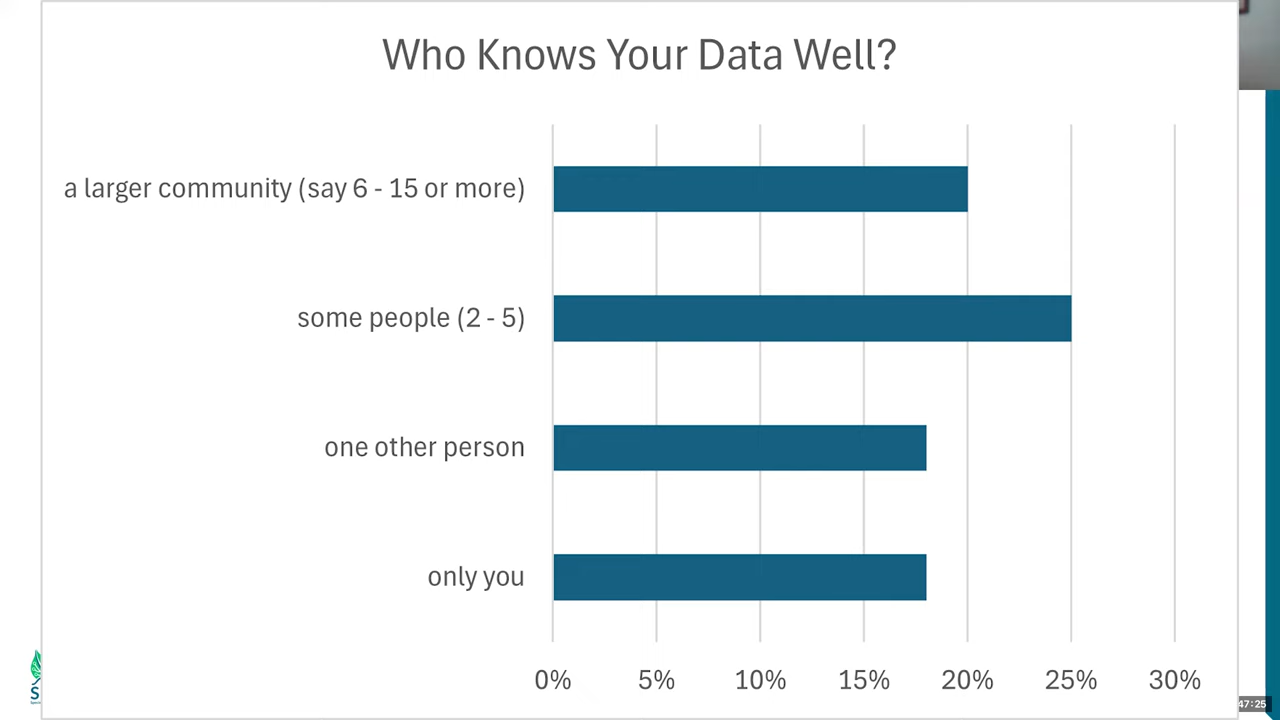 Who Knows Your Data Well?
a larger community (say 6 - 15 or more)
some people (2 - 5)
one other person
only you
0% 5% 10% 15% 20% 25% 30%
S
47:25